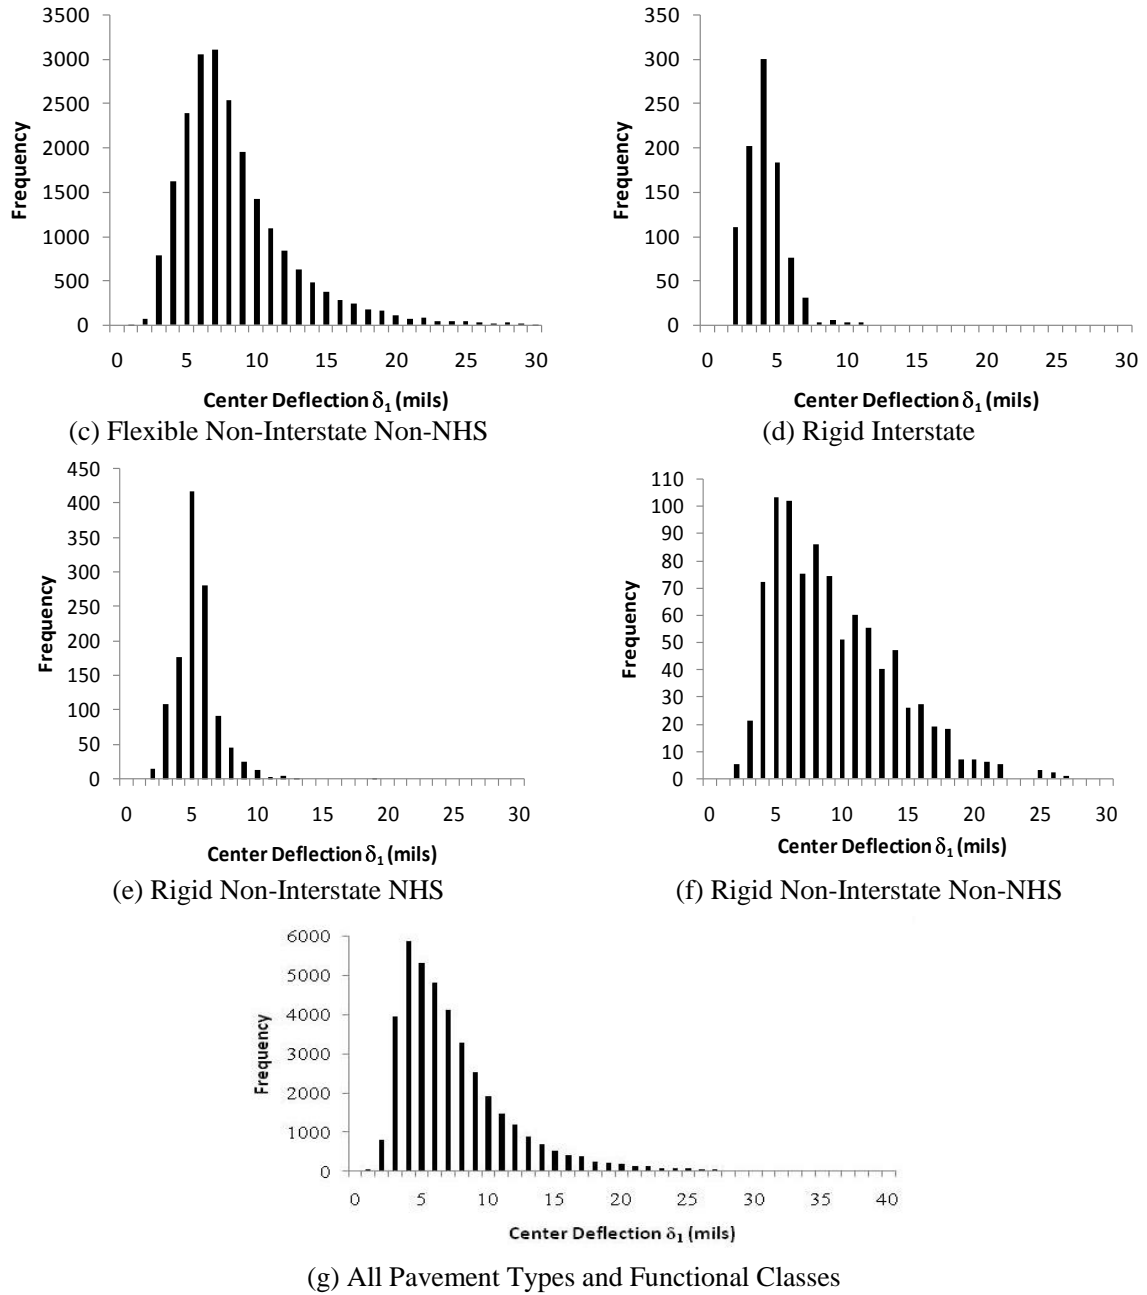 3500
3000
2500
2000
1500
1000
500
0
Frequency
0 5 10 15 20 25 30
Center Deflection δ1 (mils)
(c) Flexible Non-Interstate Non-NHS
350
300
250
200
150
100
50
0
Frequency
0 5 10 15 20 25 30
Center Deflection δ1 (mils)
(d) Rigid Interstate
450
400
350
300
250
200
150
100
50
0
Frequency
0 5 10 15 20 25 30
Center Deflection δ1 (mils)
(e) Rigid Non-Interstate NHS
110
100
90
80
70
60
50
40
30
20
10
0
Frequency
0 5 10 15 20 25 30
Center Deflection δ1 (mils)
(f) Rigid Non-Interstate Non-NHS
6000
5000
4000
3000
2000
1000
0
Frequency
0 5 10 15 20 25 30 35 40
Center Deflection δ1 (mils)
(g) All Pavement Types and Functional Classes